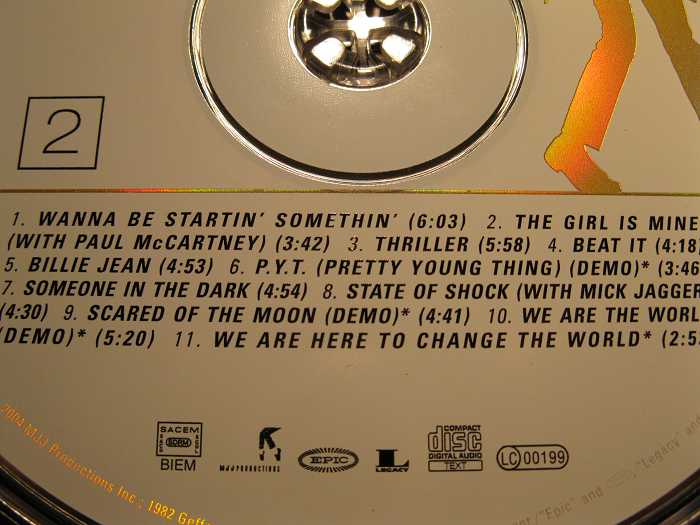 2
1. WANNA BE STARTIN' SOMETHIN' (6:03) 2. THE GIRL IS MINE
(WITH PAUL McCARTNEY) (3:42) 3. THRILLER (5:58) 4. BEAT IT (4:18)
5. BILLIE JEAN (4:53) 6. P.Y.T. (PRETTY YOUNG THING) (DEMO)* (3:46
7. SOMEONE IN THE DARK (4:54) 8. STATE OF SHOCK (WITH MICK JAGGER
(4:30) 9. SCARED OF THE MOON (DEMO)* (4:41) 10. WE ARE THE WORL
(DEMO)* (5:20) 11. WE ARE HERE TO CHANGE THE WORLD* (2:5
SACEM
SDRM
BIEM
MJJ PRODUCTIONS
EPIC
L
LEGACY
COMPACT
disc
DIGITAL AUDIO
TEXT
LC 00199
2004 MJJ Productions Inc.; 1982 Geff
"Epic" and "Legacy" and